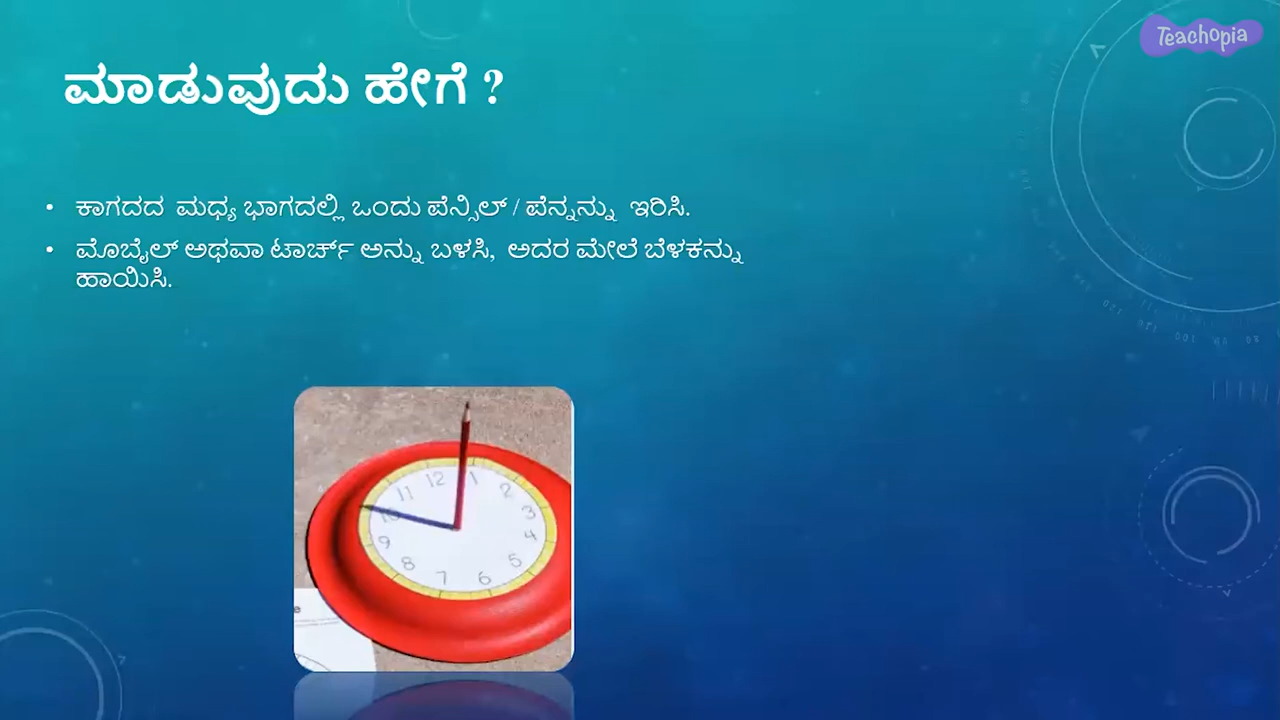 Teachopia
ಮಾಡುವುದು ಹೇಗೆ ?
• ಕಾಗದದ ಮಧ್ಯ ಭಾಗದಲ್ಲಿ ಒಂದು ಪೆನ್ಸಿಲ್ / ಪೆನ್ನನ್ನು ಇರಿಸಿ.
• ಮೊಬೈಲ್ ಅಥವಾ ಟಾರ್ಚ್ ಅನ್ನು ಬಳಸಿ, ಅದರ ಮೇಲೆ ಬೆಳಕನ್ನು
ಹಾಯಿಸಿ.
12 1
11 2
10 3
9 4
8 5
7 6